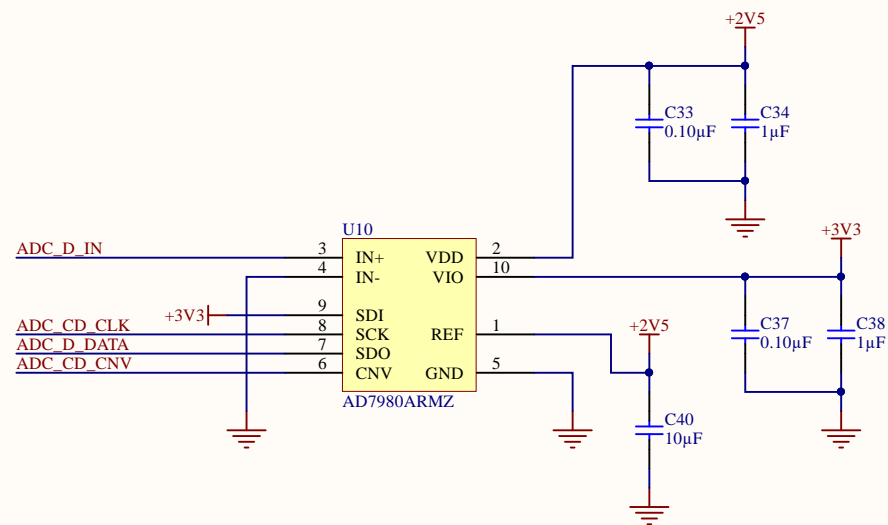 +2V5
C33
0.10µF
C34
1µF
U10
+3V3
ADC_D_IN
3
IN+
VDD
2
4
IN-
VIO
10
+3V3
9
SDI
ADC_CD_CLK
8
SCK
REF
1
+2V5
C37
0.10µF
C38
1µF
ADC_D_DATA
7
SDO
ADC_CD_CNV
6
CNV
GND
5
AD7980ARMZ
C40
10µF